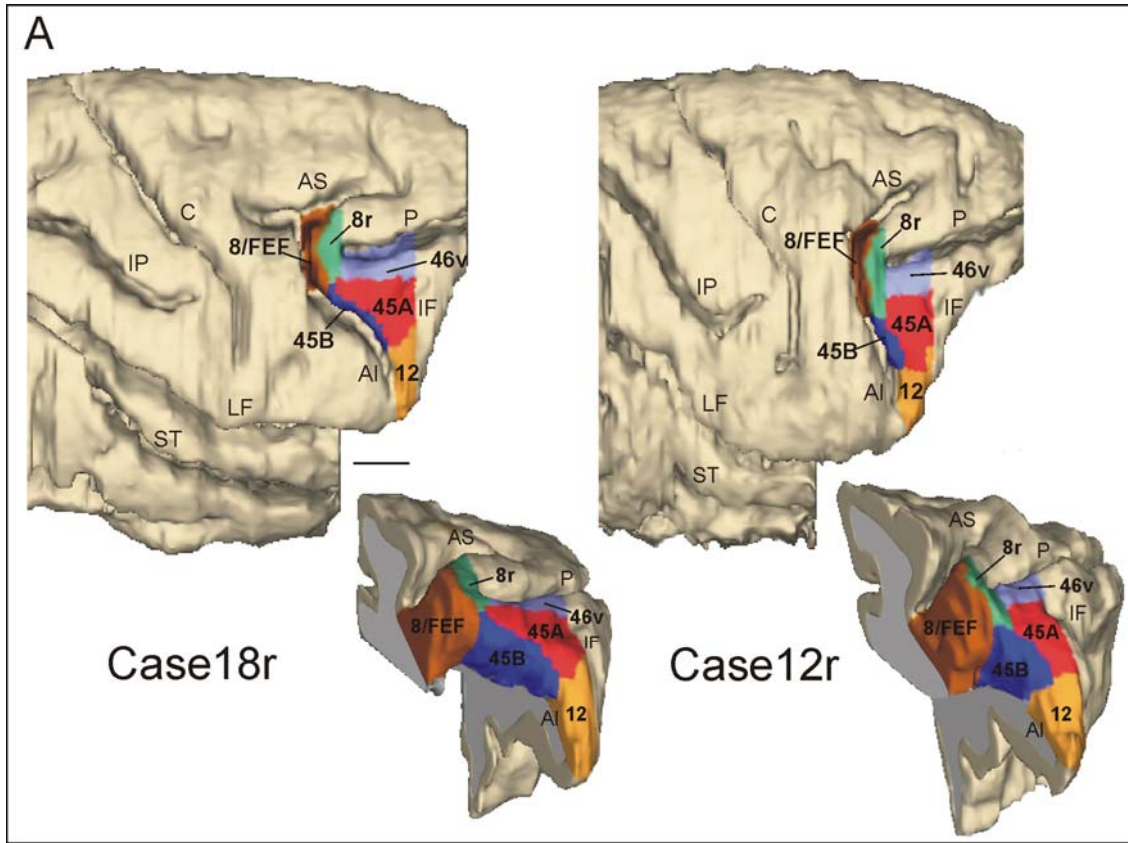 A
AS
C
8r
P
8/FEF
46v
IP
45A
IF
45B
AI
12
LF
ST
AS
C
8r
P
8/FEF
46v
IP
45A
IF
45B
AI
12
LF
ST
AS
8r
P
46v
8/FEF
45A
IF
45B
AI
12
Case18r
AS
P
8r
46v
IF
8/FEF
45A
45B
12
AI
Case12r